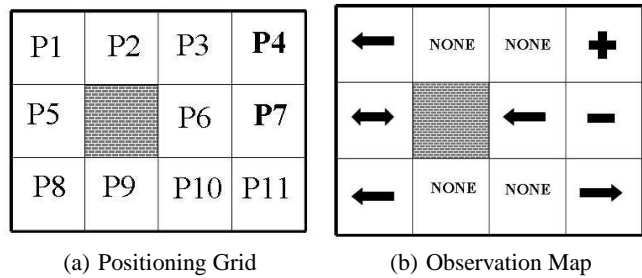 P1 P2 P3 P4
P5 P6 P7
P8 P9 P10 P11
(a) Positioning Grid
NONE NONE
NONE NONE
(b) Observation Map